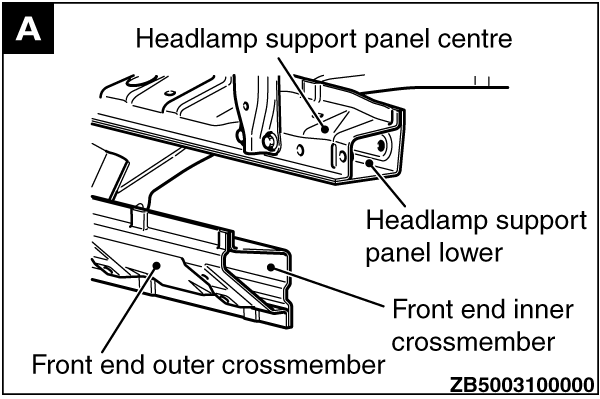 A
Headlamp support panel centre
Headlamp support
panel lower
Front end inner
crossmember
Front end outer crossmember
ZB5003100000